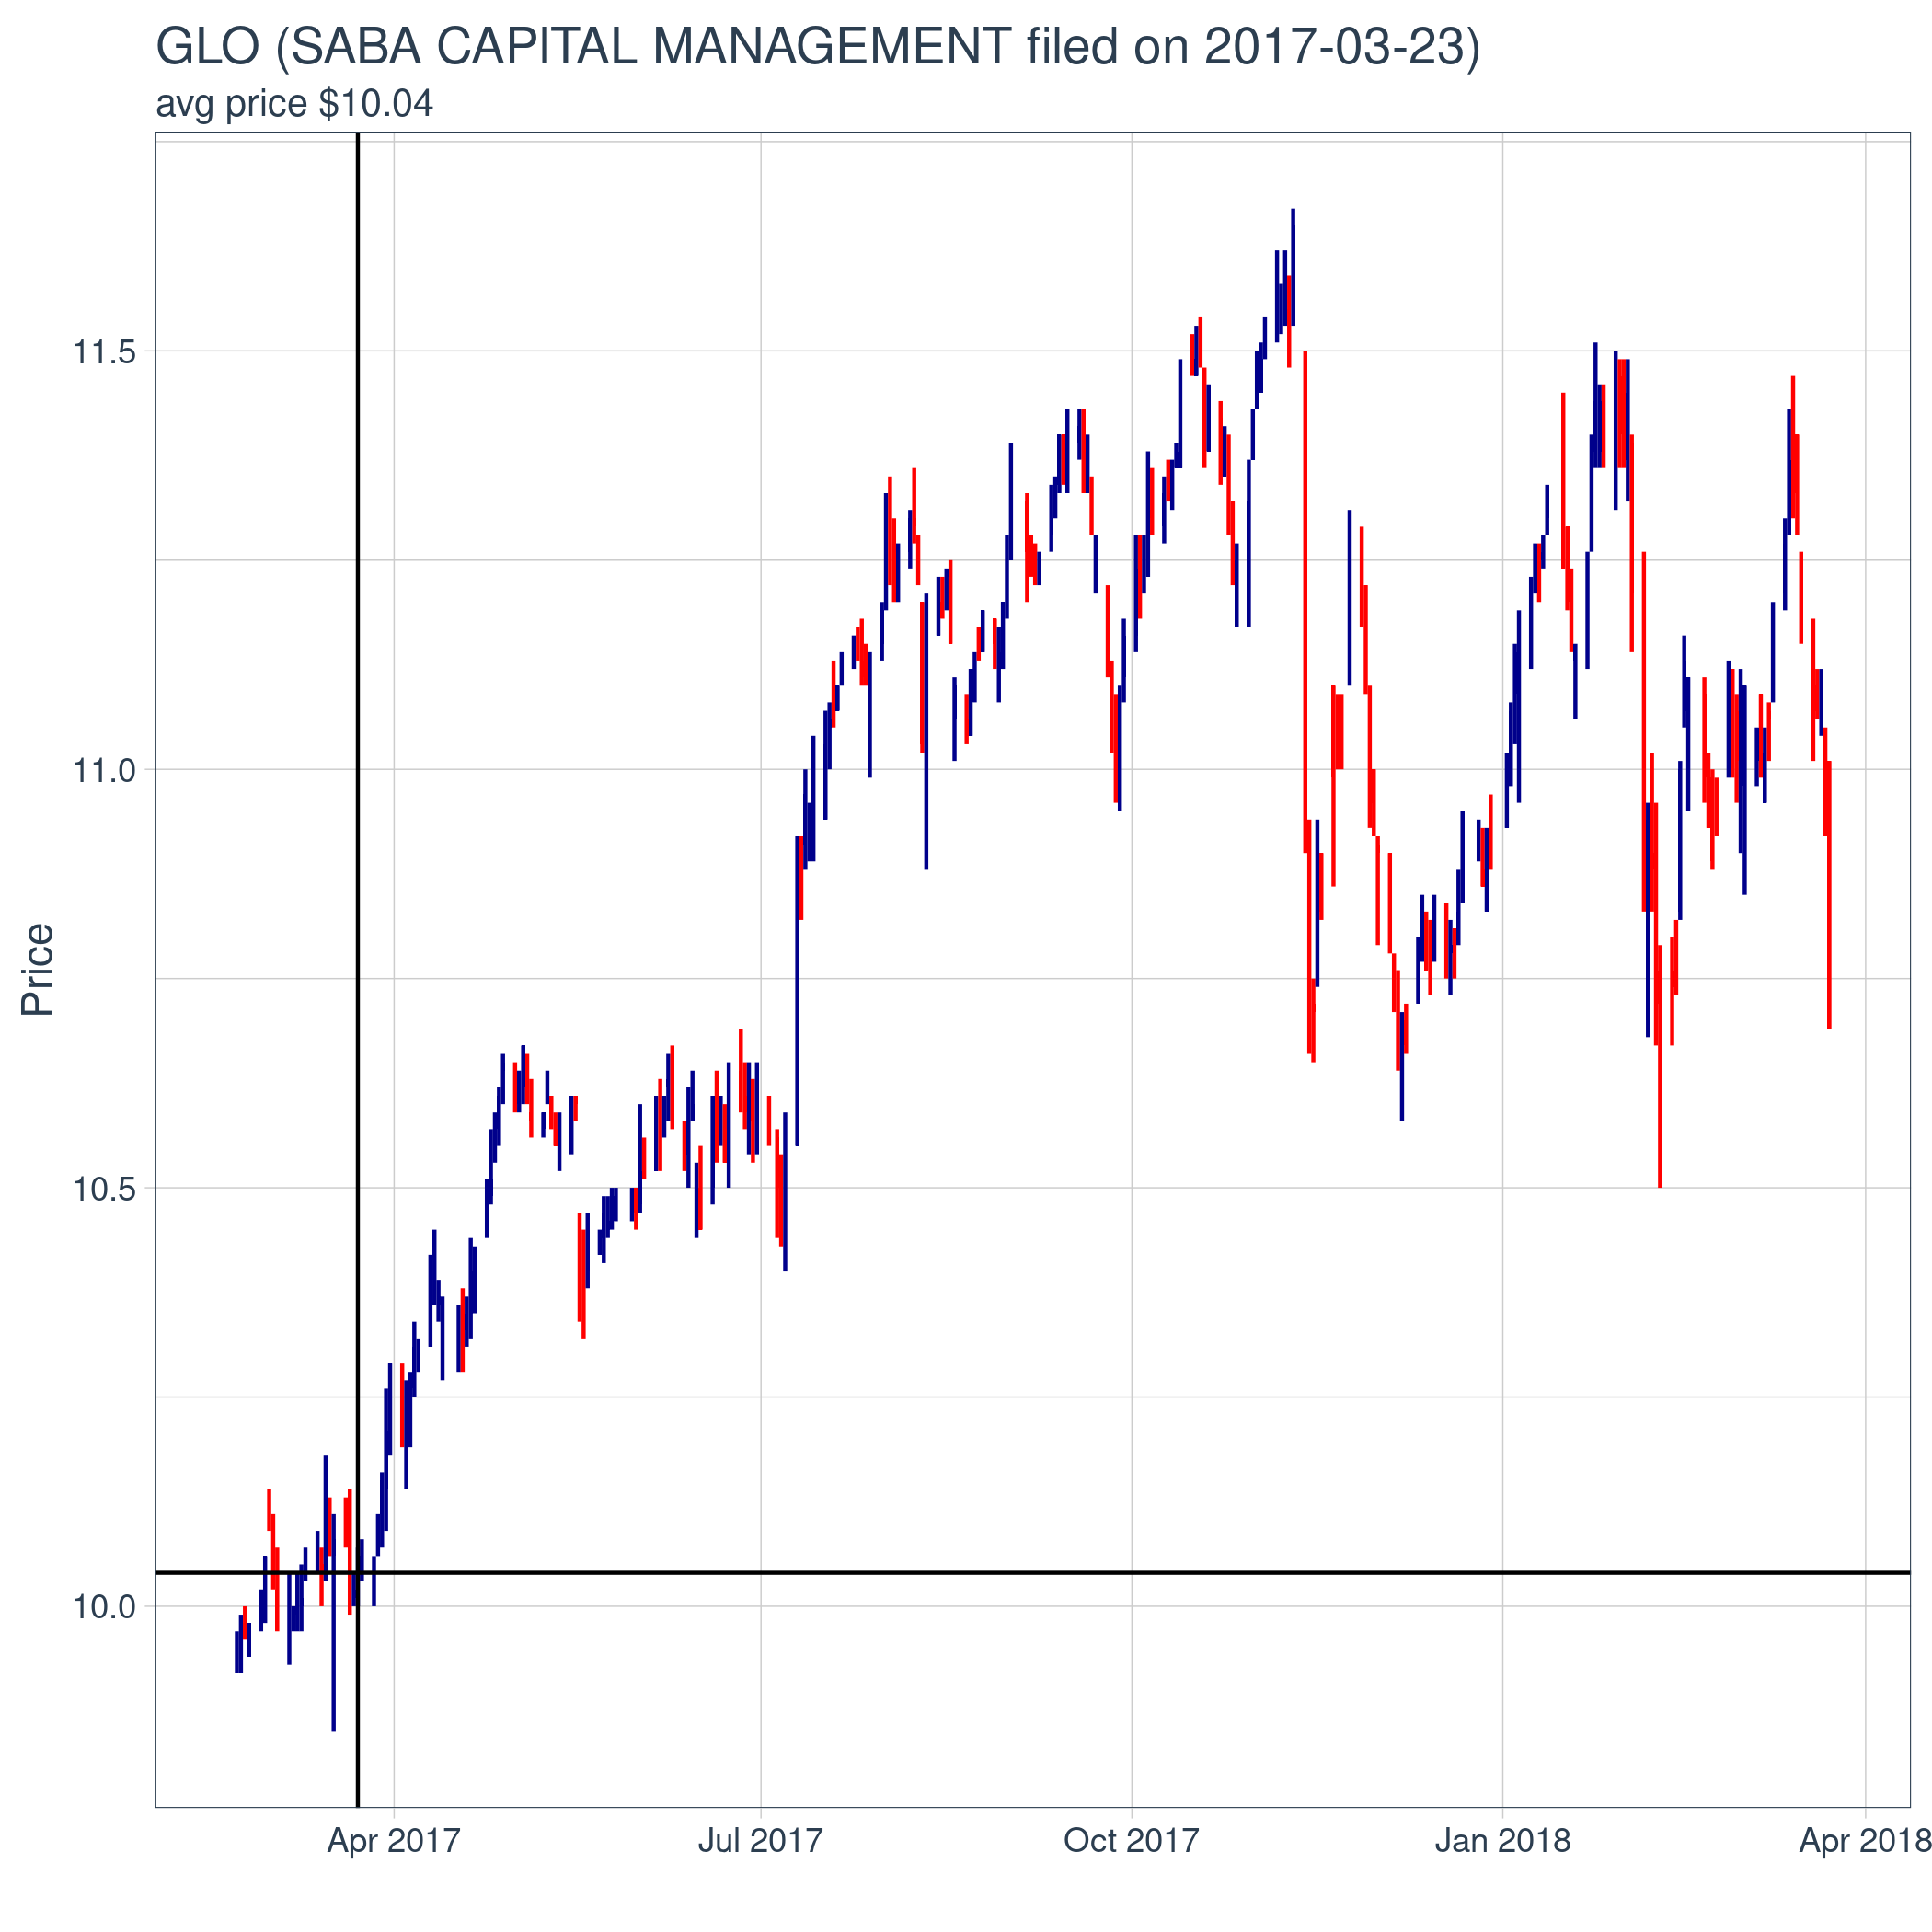 GLO (SABA CAPITAL MANAGEMENT filed on 2017-03-23)
avg price $10.04
11.5
11.0
10.5
10.0
Price
Apr 2017 Jul 2017 Oct 2017 Jan 2018 Apr 2018